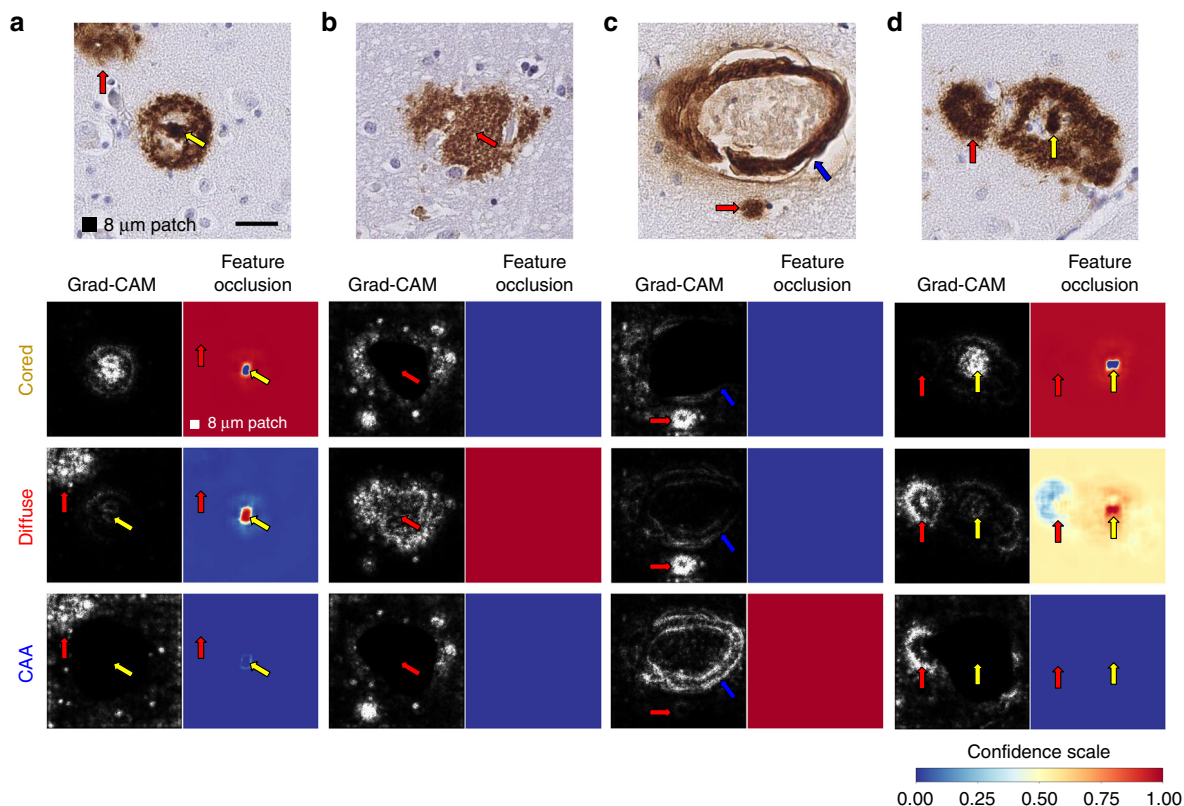 a b c d
8 μm patch
Feature Feature Feature Feature
Grad-CAM occlusion Grad-CAM occlusion Grad-CAM occlusion Grad-CAM occlusion
Cored
8 μm patch
Diffuse
CAA
Confidence scale
0.00 0.25 0.50 0.75 1.00